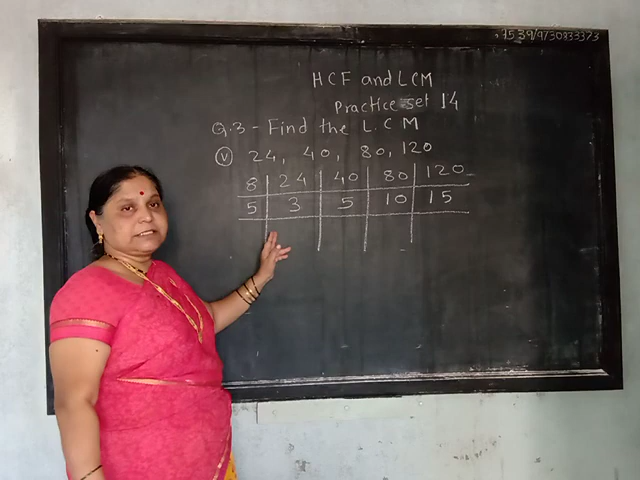 HCF and LCM
Practice set 14
Q.3 - Find the L.C M
(v) 24, 40, 80, 120
8 24 40 80 120
5 3 5 10 15